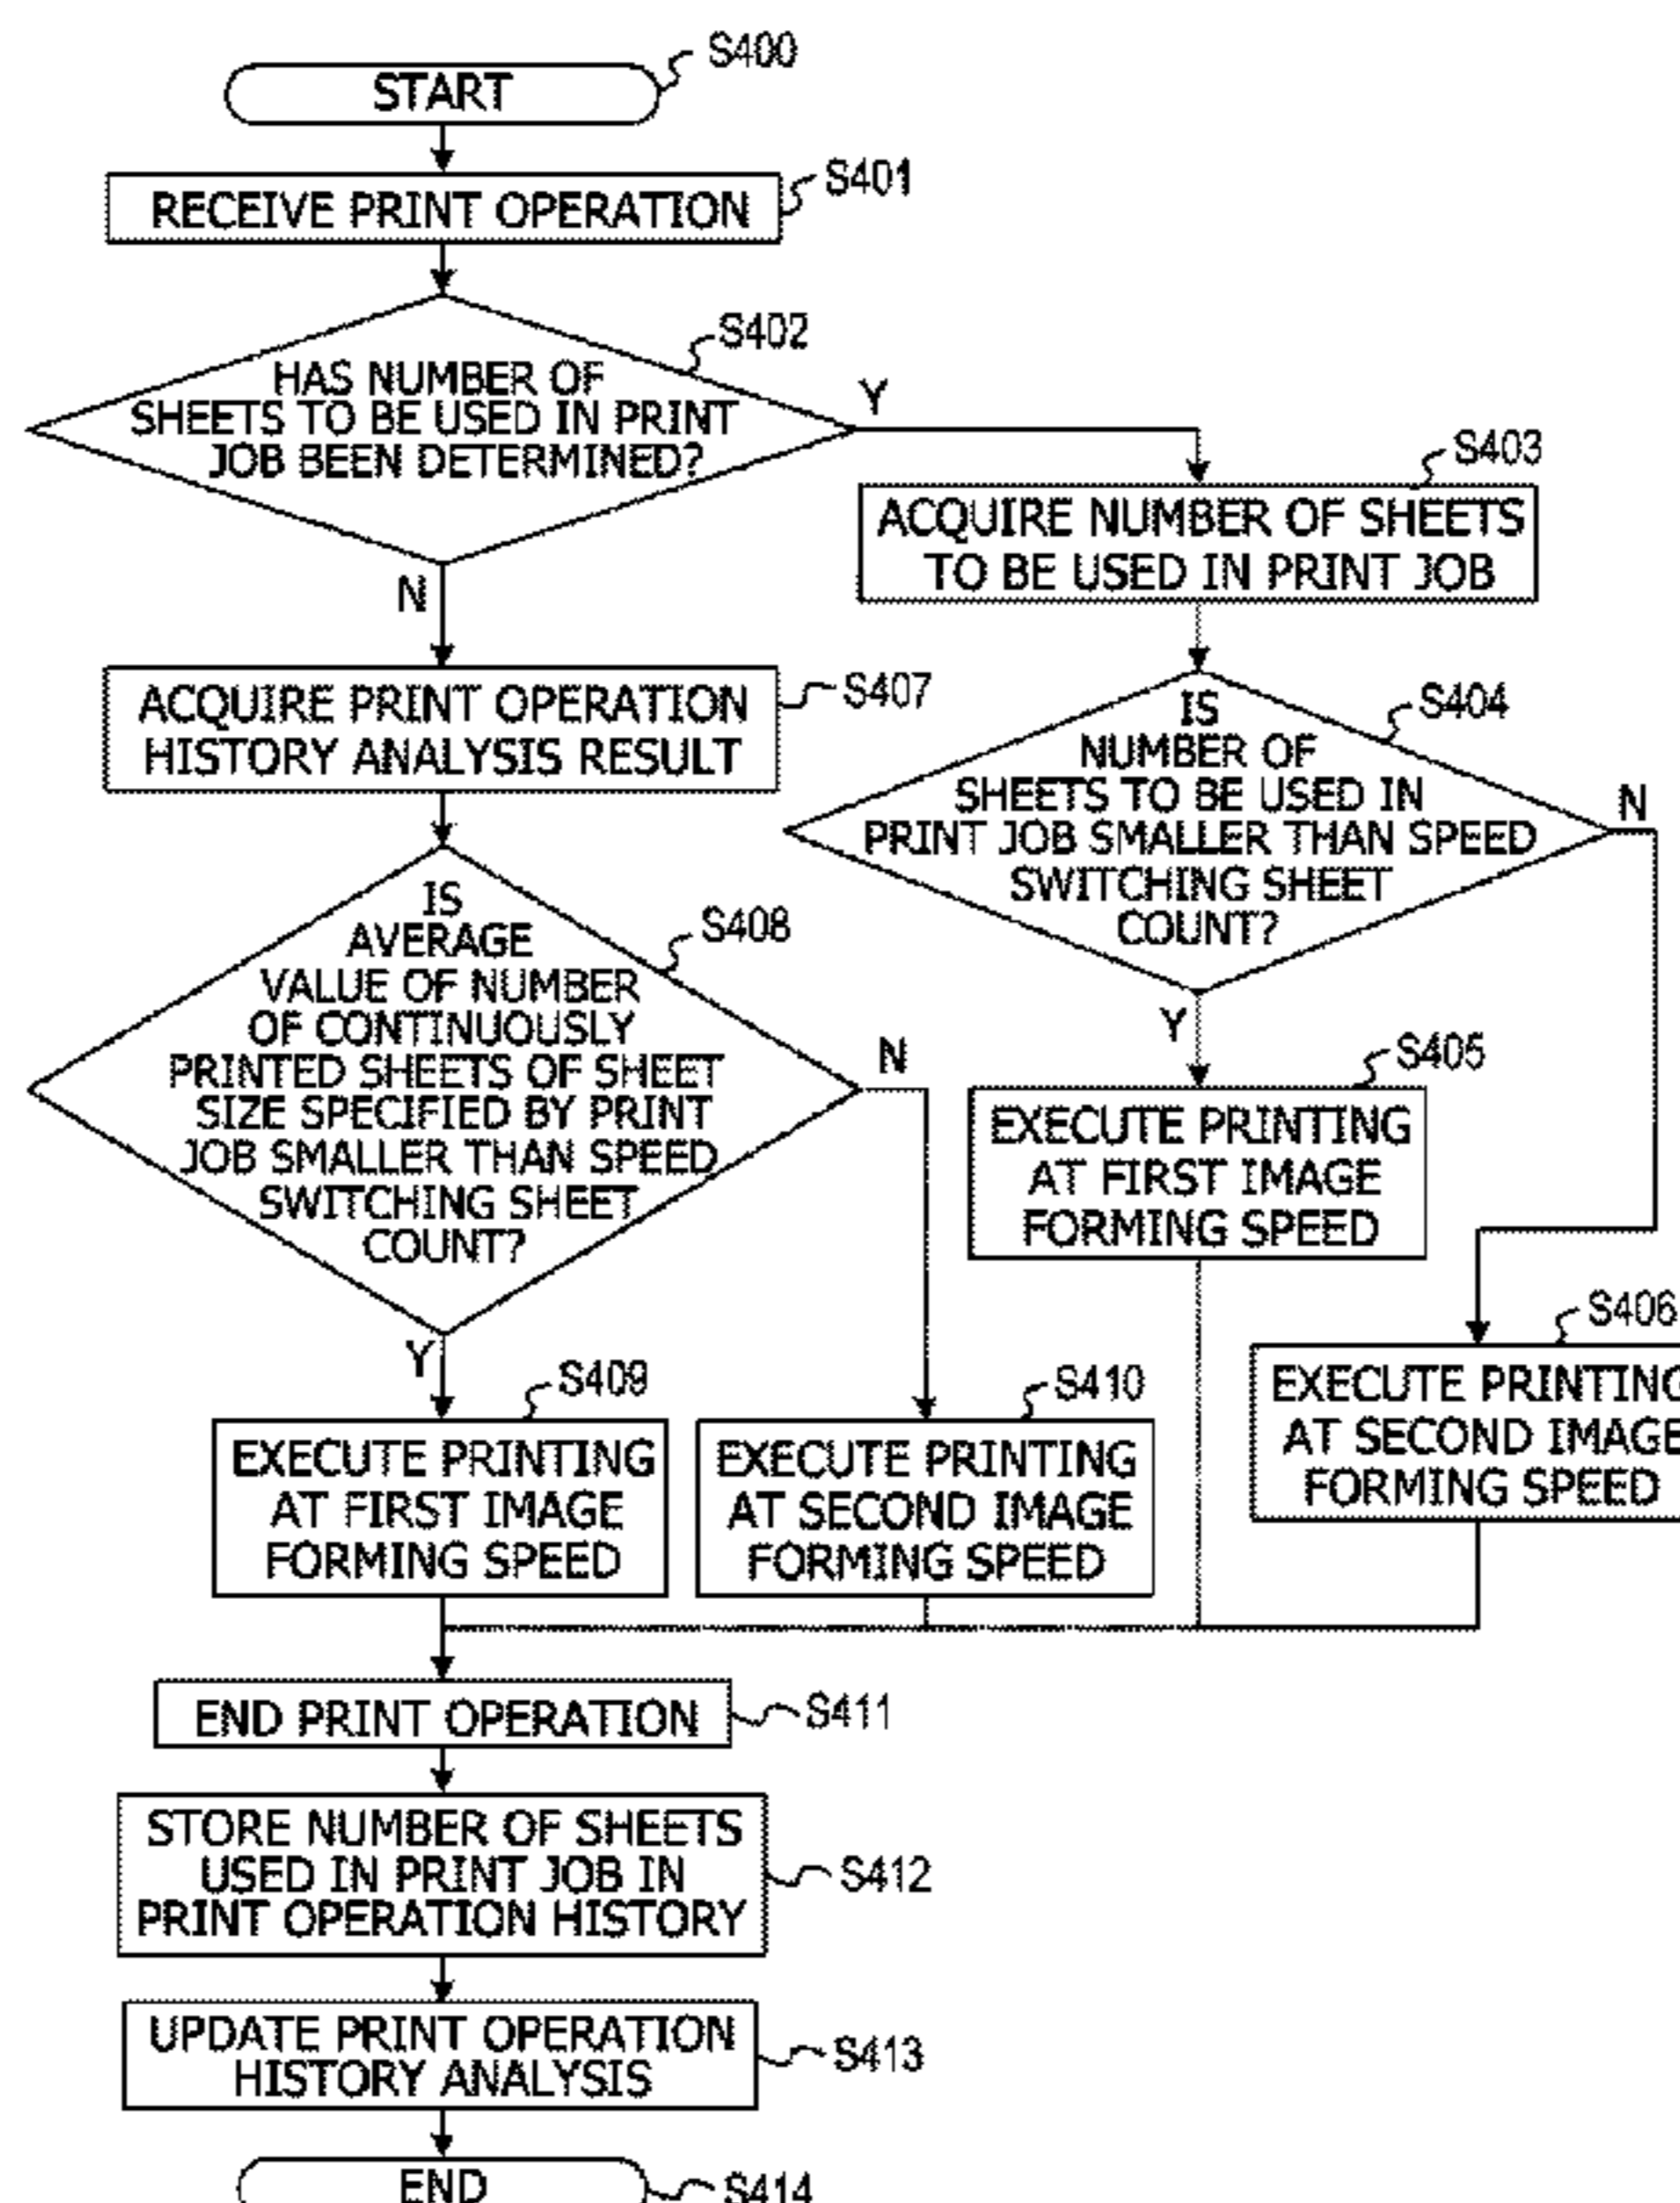 S400
START
S401
RECEIVE PRINT OPERATION
S402
HAS NUMBER OF
SHEETS TO BE USED IN PRINT
JOB BEEN DETERMINED?
Y
N
S403
ACQUIRE NUMBER OF SHEETS
TO BE USED IN PRINT JOB
S404
IS
NUMBER OF
SHEETS TO BE USED IN
PRINT JOB SMALLER THAN SPEED
SWITCHING SHEET
COUNT?
N
Y
S405
EXECUTE PRINTING
AT FIRST IMAGE
FORMING SPEED
S406
EXECUTE PRINTING
AT SECOND IMAGE
FORMING SPEED
S407
ACQUIRE PRINT OPERATION
HISTORY ANALYSIS RESULT
S408
IS
AVERAGE
VALUE OF NUMBER
OF CONTINUOUSLY
PRINTED SHEETS OF SHEET
SIZE SPECIFIED BY PRINT
JOB SMALLER THAN SPEED
SWITCHING SHEET
COUNT?
N
Y
S409
EXECUTE PRINTING
AT FIRST IMAGE
FORMING SPEED
S410
EXECUTE PRINTING
AT SECOND IMAGE
FORMING SPEED
END PRINT OPERATION
S411
STORE NUMBER OF SHEETS
USED IN PRINT JOB IN
PRINT OPERATION HISTORY
S412
UPDATE PRINT OPERATION
HISTORY ANALYSIS
S413
END
S414